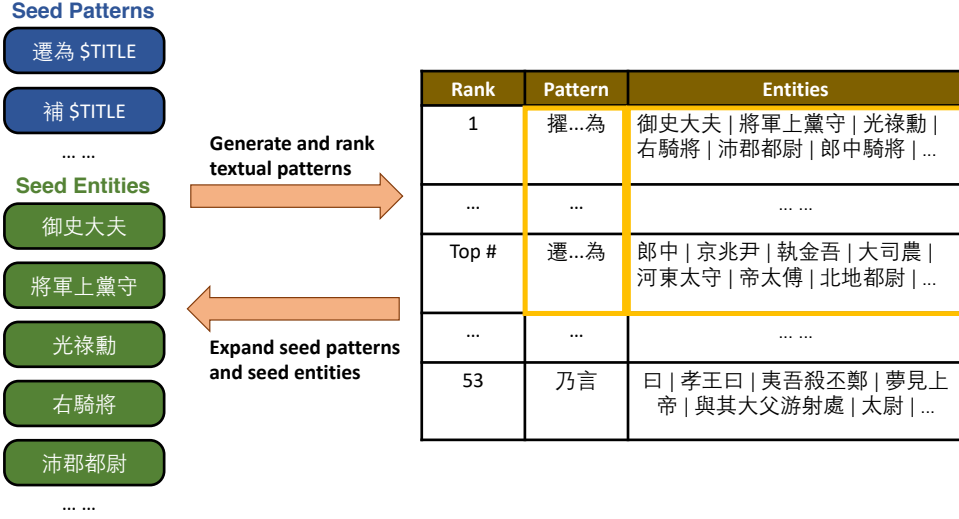 Seed Patterns
遷為 $TITLE
補 $TITLE
... ...
Seed Entities
御史大夫
將軍上黨守
光祿勳
右騎將
沛郡都尉
... ...
Generate and rank
textual patterns
Expand seed patterns
and seed entities
Rank Pattern Entities
1 擢...為 御史大夫 | 將軍上黨守 | 光祿勳 |
右騎將 | 沛郡都尉 | 郎中騎將 | ...
... ... ... ...
Top # 遷...為 郎中 | 京兆尹 | 執金吾 | 大司農 |
河東太守 | 帝太傅 | 北地都尉 | ...
... ... ... ...
53 乃言 曰 | 孝王曰 | 夷吾殺丕鄭 | 夢見上
帝 | 與其大父游射處 | 太尉 | ...